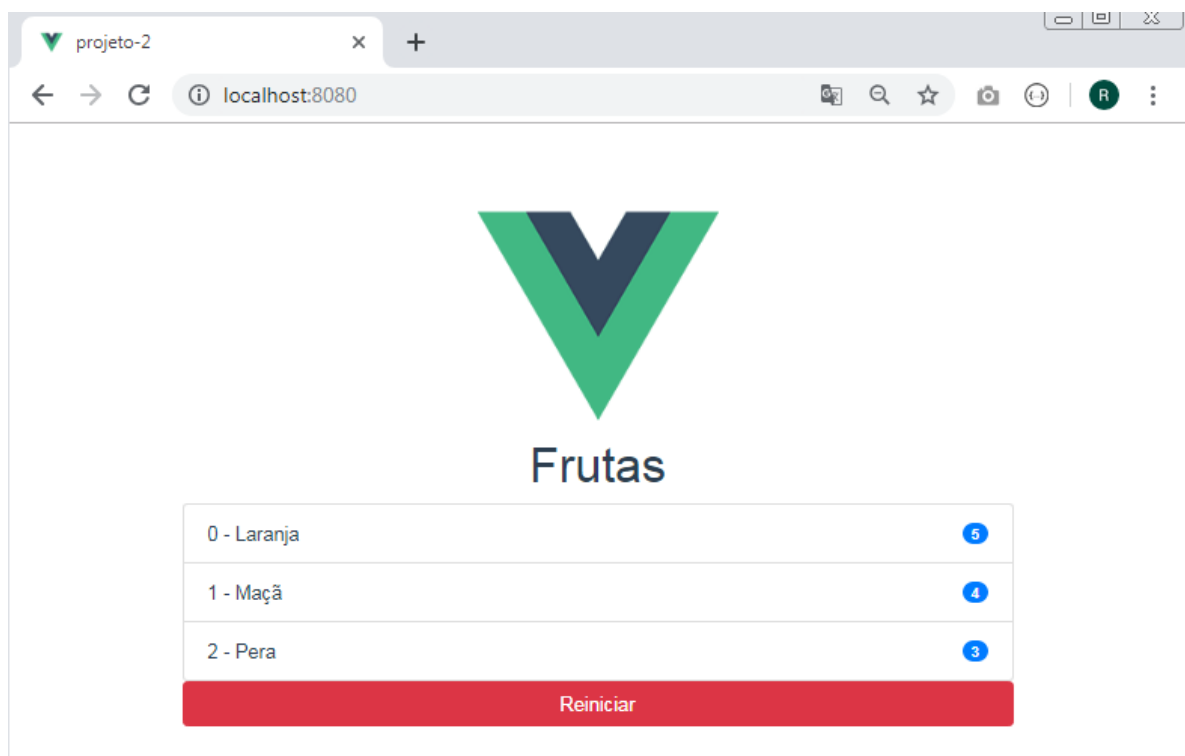 projeto-2
localhost:8080
R
Frutas
0 - Laranja 5
1 - Maçã 4
2 - Pera 3
Reiniciar